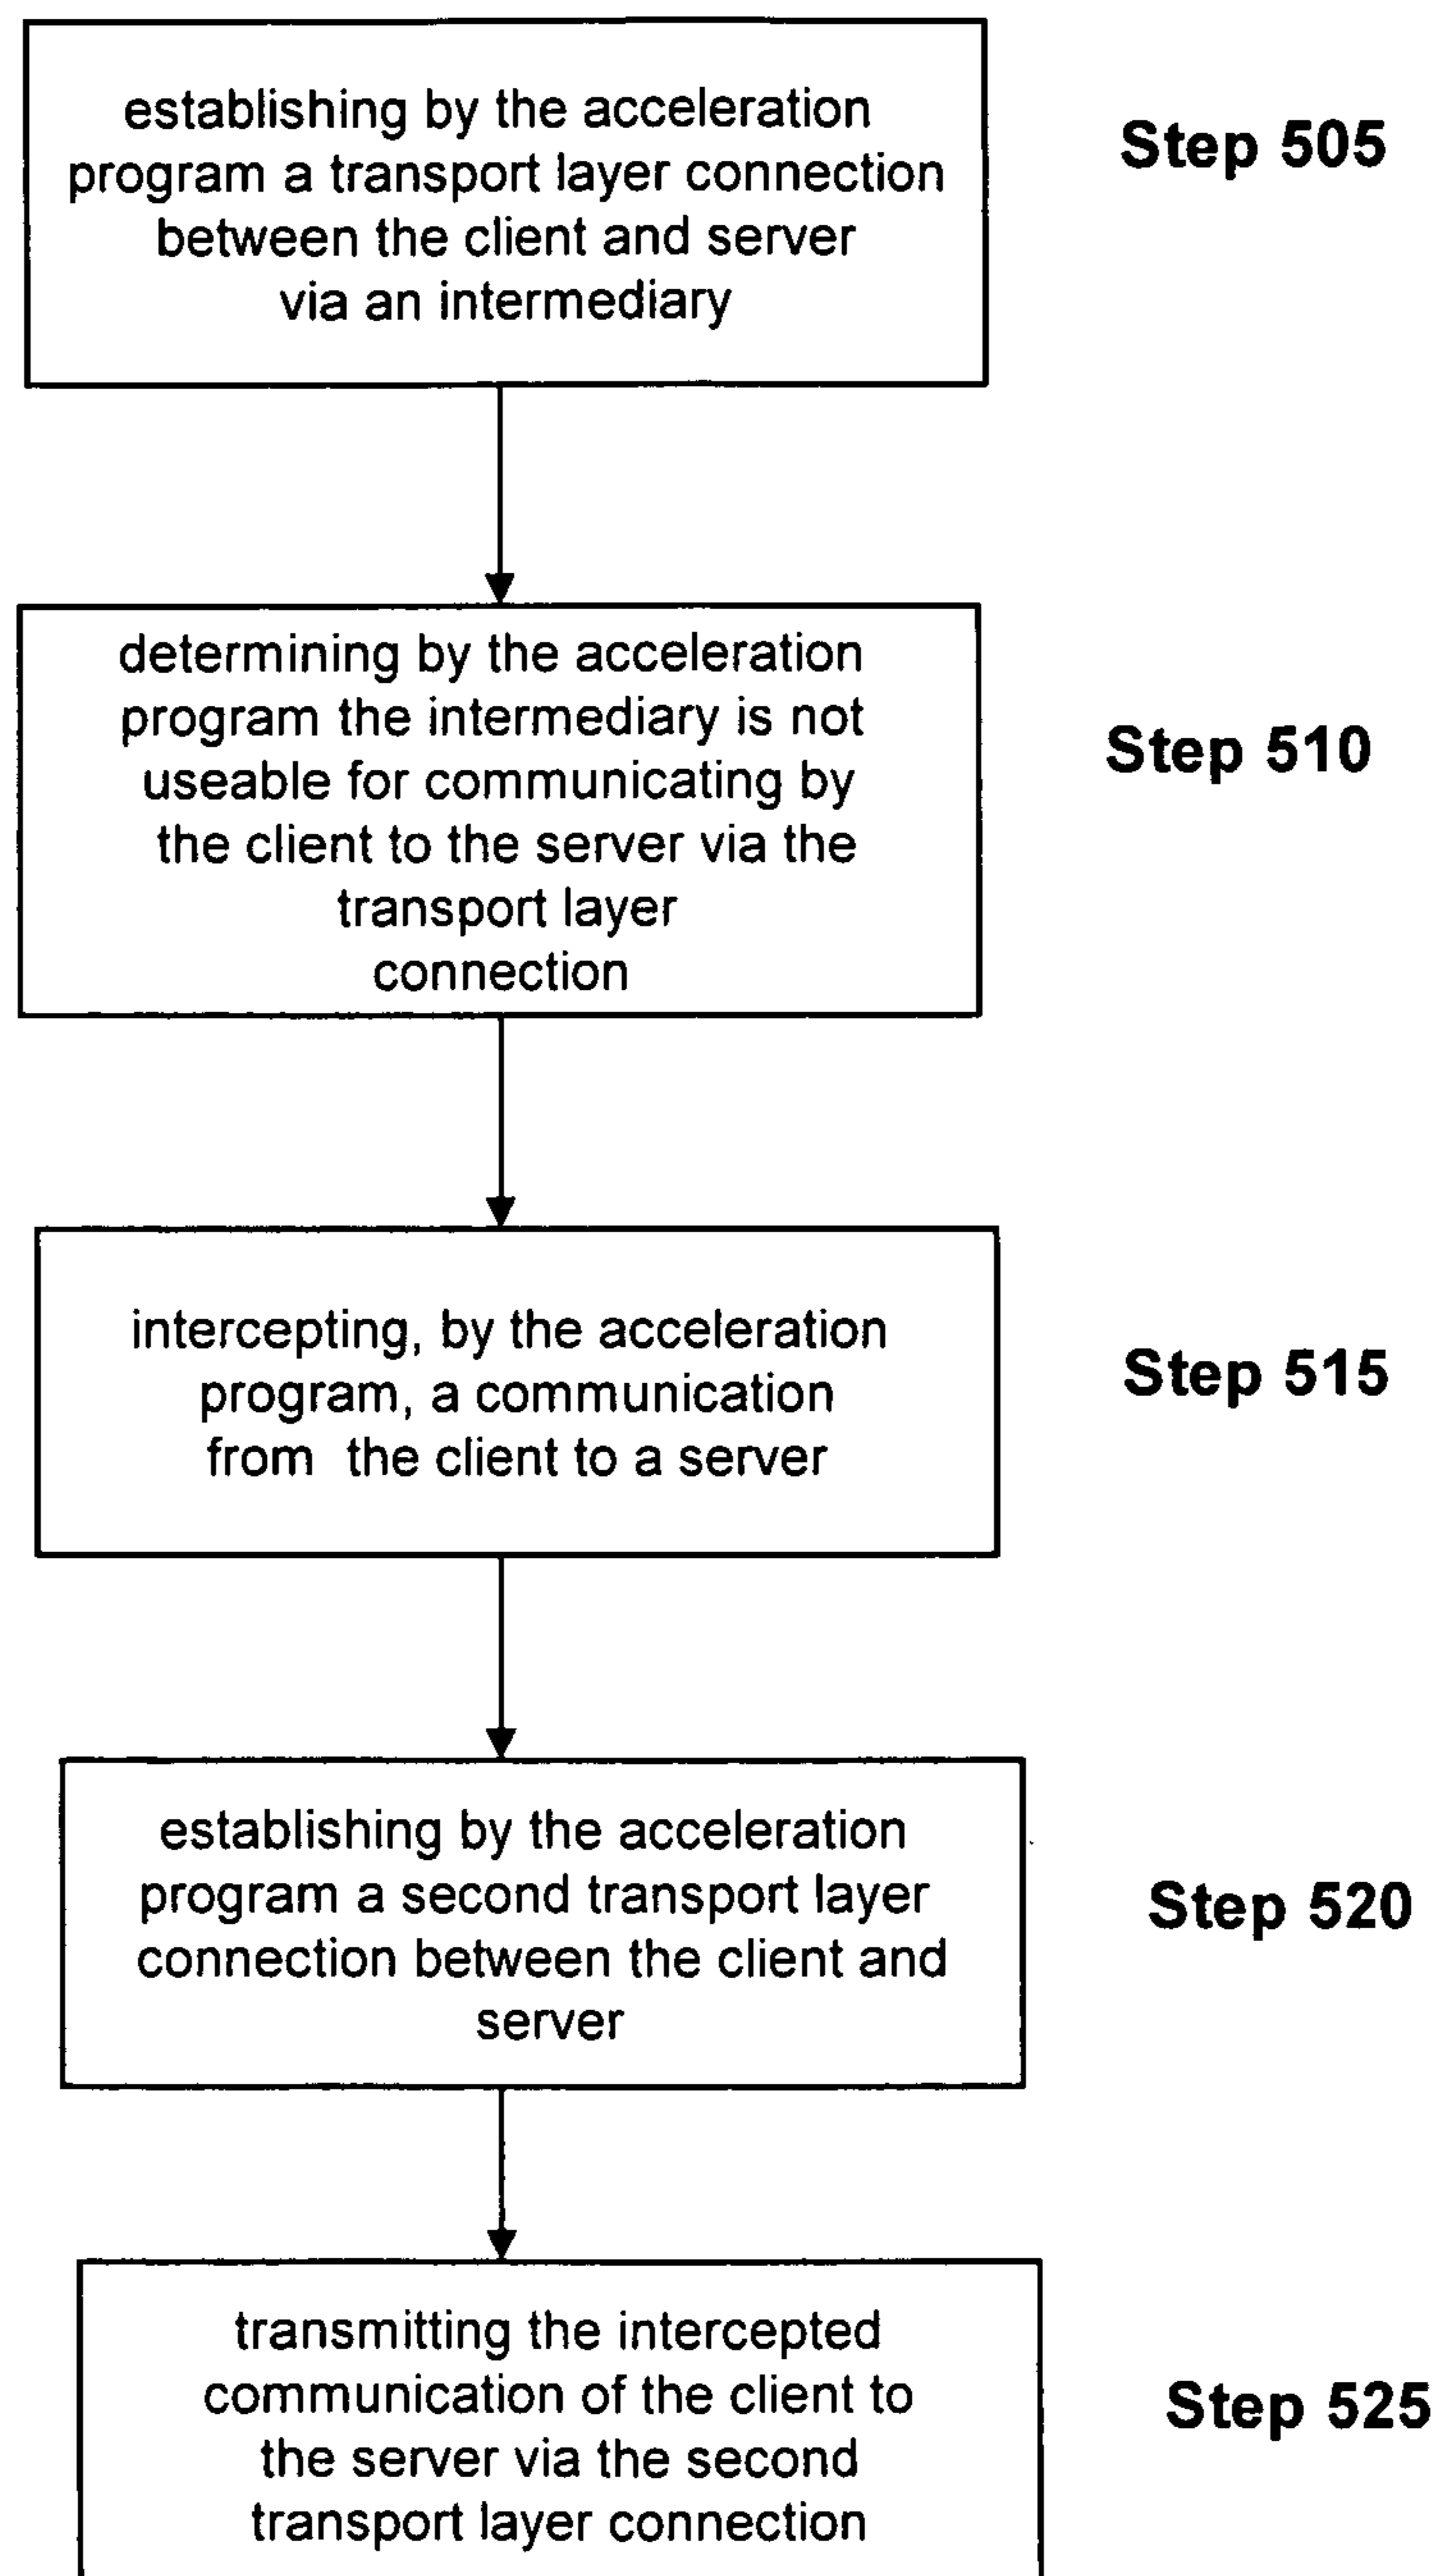 establishing by the acceleration
program a transport layer connection
between the client and server
via an intermediary
Step 505
determining by the acceleration
program the intermediary is not
useable for communicating by
the client to the server via the
transport layer
connection
Step 510
intercepting, by the acceleration
program, a communication
from the client to a server
Step 515
establishing by the acceleration
program a second transport layer
connection between the client and
server
Step 520
transmitting the intercepted
communication of the client to
the server via the second
transport layer connection
Step 525